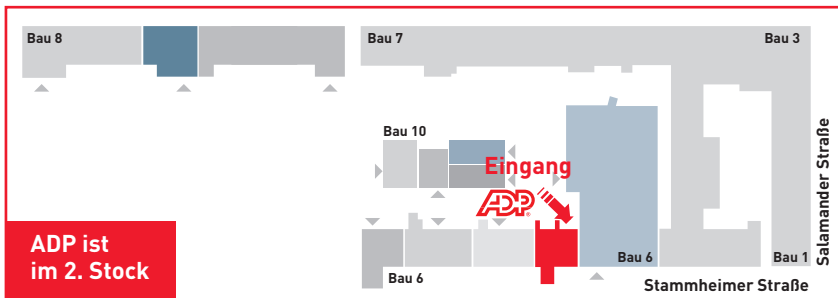 Bau 8
Bau 7
Bau 3
Bau 10
Eingang
ADP
Salamander Straße
ADP ist
im 2. Stock
Bau 6
Bau 6
Bau 1
Stammheimer Straße